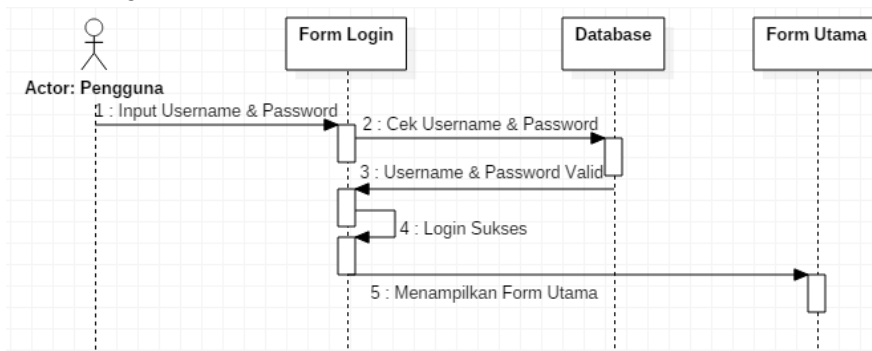 Form Login
Database
Form Utama
Actor: Pengguna
1 : Input Username & Password
2 : Cek Username & Password
3 : Username & Password Valid
4 : Login Sukses
5 : Menampilkan Form Utama